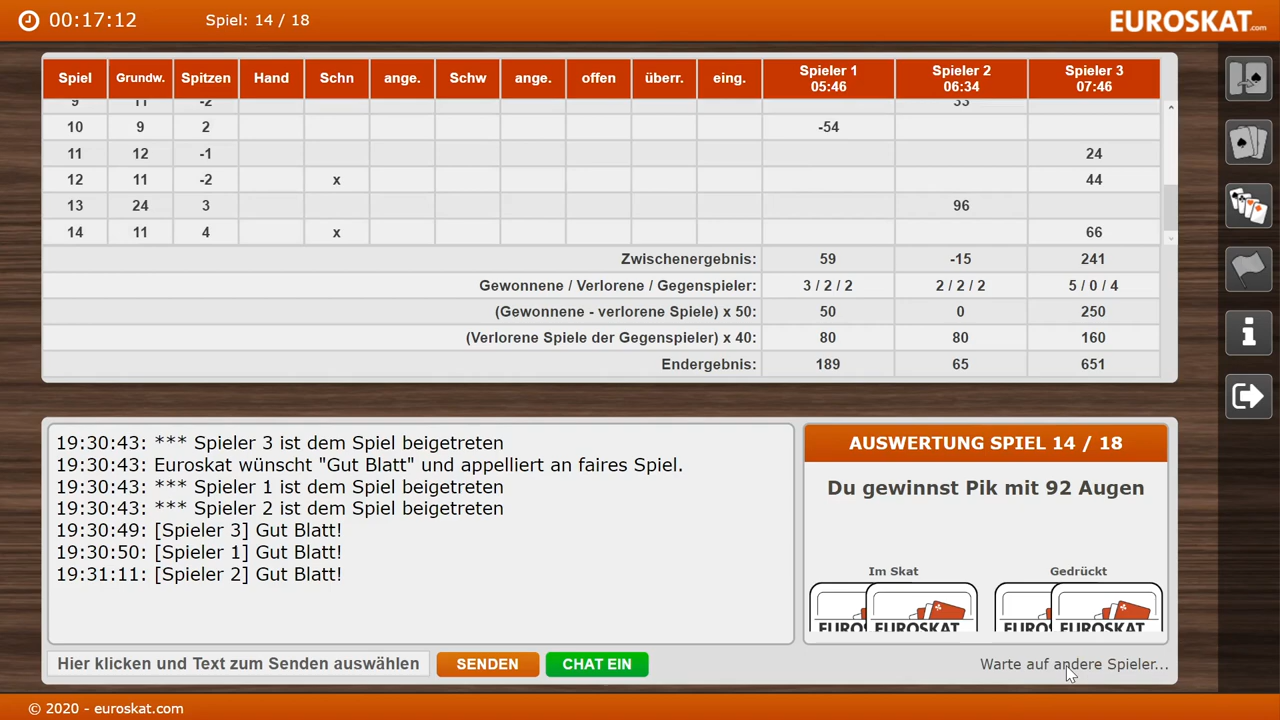 00:17:12 Spiel: 14 / 18 EUROSKAT.com
Spiel Grundw. Spitzen Hand Schn ange. Schw ange. offen überr. eing. Spieler 1 05:46 Spieler 2 06:34 Spieler 3 07:46
9 11 -2 33
10 9 2 -54
11 12 -1 24
12 11 -2 x 44
13 24 3 96
14 11 4 x 66
Zwischenergebnis: 59 -15 241
Gewonnene / Verlorene / Gegenspieler: 3 / 2 / 2 2 / 2 / 2 5 / 0 / 4
(Gewonnene - verlorene Spiele) x 50: 50 0 250
(Verlorene Spiele der Gegenspieler) x 40: 80 80 160
Endergebnis: 189 65 651
19:30:43: *** Spieler 3 ist dem Spiel beigetreten
19:30:43: Euroskat wünscht "Gut Blatt" und appelliert an faires Spiel.
19:30:43: *** Spieler 1 ist dem Spiel beigetreten
19:30:43: *** Spieler 2 ist dem Spiel beigetreten
19:30:49: [Spieler 3] Gut Blatt!
19:30:50: [Spieler 1] Gut Blatt!
19:31:11: [Spieler 2] Gut Blatt!
Hier klicken und Text zum Senden auswählen SENDEN CHAT EIN
AUSWERTUNG SPIEL 14 / 18
Du gewinnst Pik mit 92 Augen
Im Skat Gedrückt
EUROS EUROSKAT EUROS EUROSKAT
Warte auf andere Spieler...
© 2020 - euroskat.com